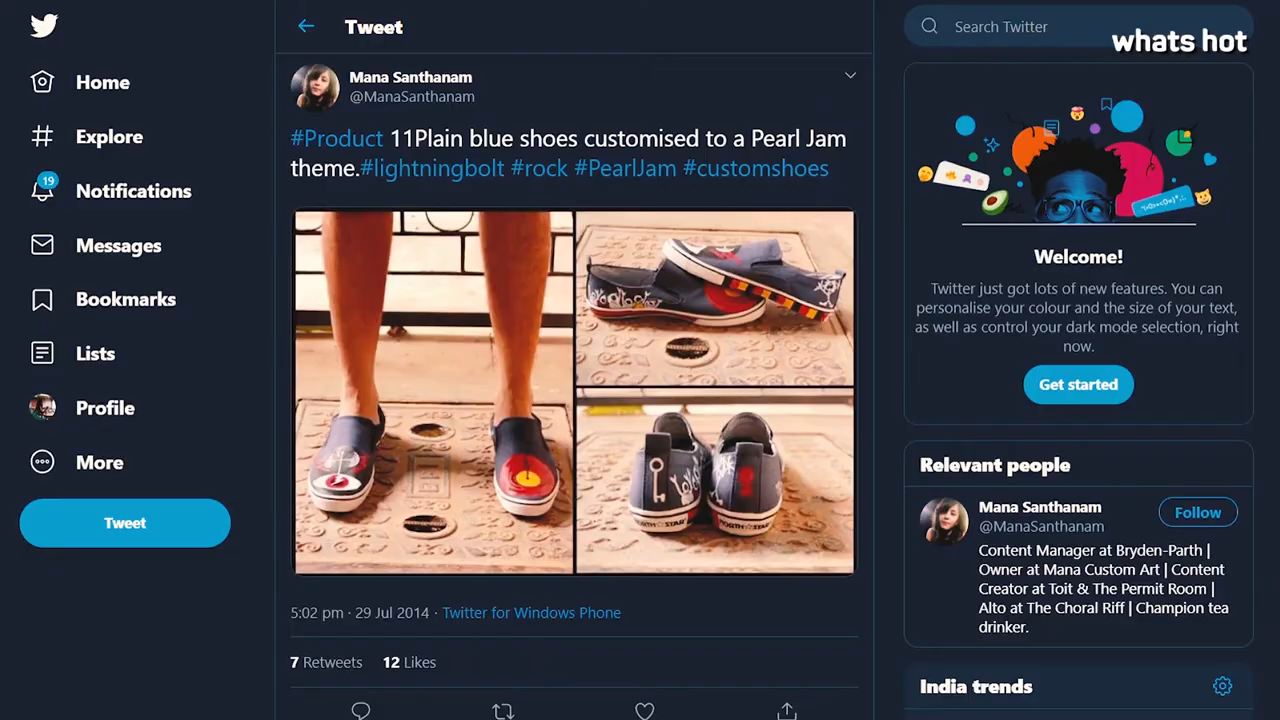 Home
Explore
19
Notifications
Messages
Bookmarks
Lists
Profile
More
Tweet
Tweet
Mana Santhanam
@ManaSanthanam
#Product 11Plain blue shoes customised to a Pearl Jam
theme.#lightningbolt #rock #PearlJam #customshoes
NORTH STAR
NORTH STAR
5:02 pm · 29 Jul 2014 · Twitter for Windows Phone
7 Retweets 12 Likes
Search Twitter
whats hot
Welcome!
Twitter just got lots of new features. You can
personalise your colour and the size of your text,
as well as control your dark mode selection, right
now.
Get started
Relevant people
Mana Santhanam
@ManaSanthanam
Follow
Content Manager at Bryden-Parth |
Owner at Mana Custom Art | Content
Creator at Toit & The Permit Room |
Alto at The Choral Riff | Champion tea
drinker.
India trends